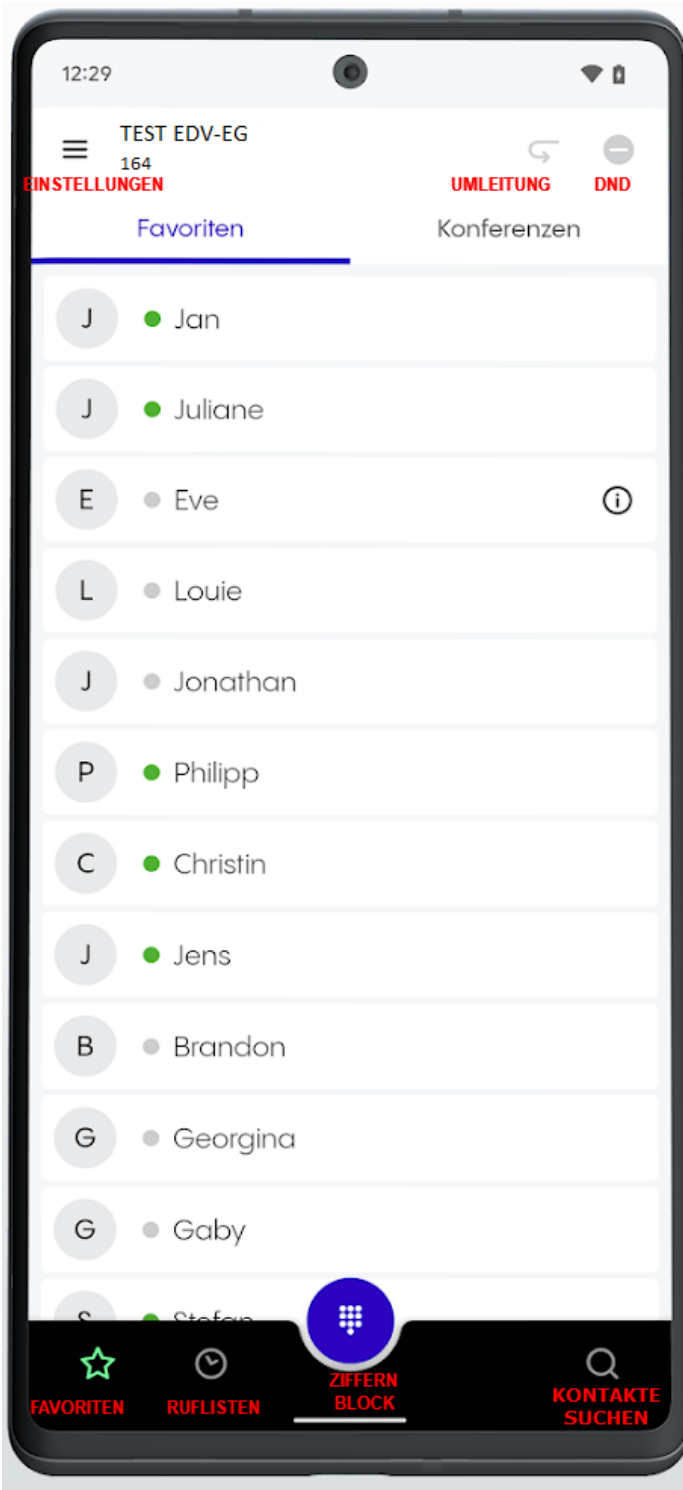 12:29
TEST EDV-EG
164
EINSTELLUNGEN
UMLEITUNG
DND
Favoriten
Konferenzen
J Jan
J Juliane
E Eve
L Louie
J Jonathan
P Philipp
C Christin
J Jens
B Brandon
G Georgina
G Gaby
S Stefan
FAVORITEN
RUFLISTEN
ZIFFERN
BLOCK
KONTAKTE
SUCHEN